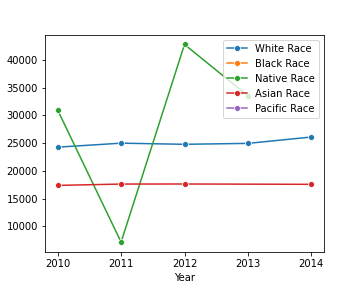 White Race
Black Race
Native Race
Asian Race
Pacific Race
40000
35000
30000
25000
20000
15000
10000
2010 2011 2012 2013 2014
Year